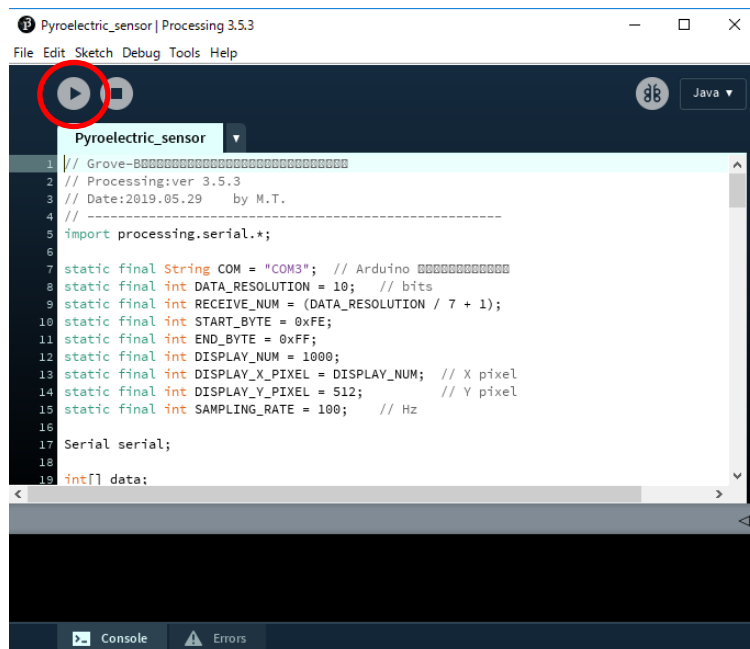 Pyroelectric_sensor | Processing 3.5.3
File Edit Sketch Debug Tools Help
Java
Pyroelectric_sensor
1 // Grove-B
2 // Processing:ver 3.5.3
3 // Date:2019.05.29 by M.T.
4 // ------------------------------------------------------
5 import processing.serial.*;
6
7 static final String COM = "COM3"; // Arduino
8 static final int DATA_RESOLUTION = 10; // bits
9 static final int RECEIVE_NUM = (DATA_RESOLUTION / 7 + 1);
10 static final int START_BYTE = 0xFE;
11 static final int END_BYTE = 0xFF;
12 static final int DISPLAY_NUM = 1000;
13 static final int DISPLAY_X_PIXEL = DISPLAY_NUM; // X pixel
14 static final int DISPLAY_Y_PIXEL = 512; // Y pixel
15 static final int SAMPLING_RATE = 100; // Hz
16
17 Serial serial;
18
19 int[] data;
Console Errors